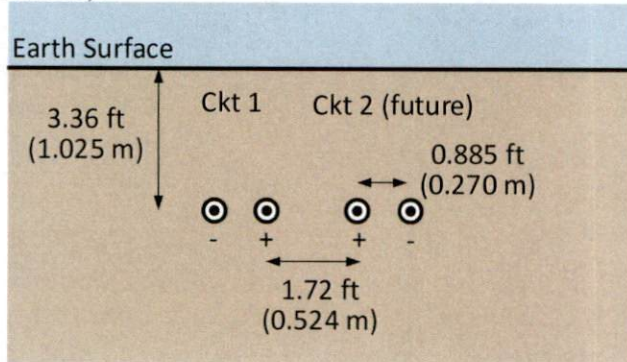 Earth Surface
Ckt 1
Ckt 2 (future)
3.36 ft
(1.025 m)
0.885 ft
(0.270 m)
- + + -
1.72 ft
(0.524 m)